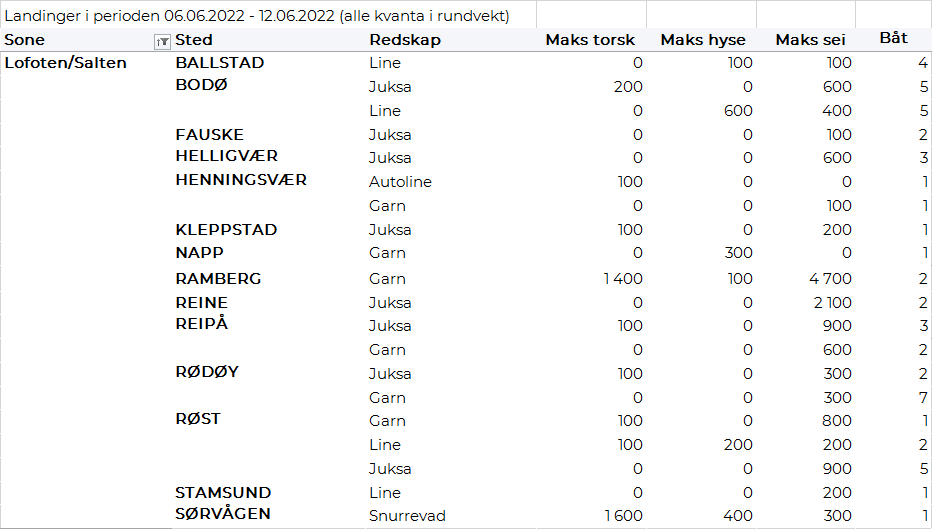 Landinger i perioden 06.06.2022 - 12.06.2022 (alle kvanta i rundvekt)
Sone Sted Redskap Maks torsk Maks hyse Maks sei Båt
Lofoten/Salten BALLSTAD Line 0 100 100 4
BODØ Juksa 200 0 600 5
Line 0 600 400 5
FAUSKE Juksa 0 0 100 2
HELLIGVÆR Juksa 0 0 600 3
HENNINGSVÆR Autoline 100 0 0 1
Garn 0 0 100 1
KLEPPSTAD Juksa 100 0 200 1
NAPP Garn 0 300 0 1
RAMBERG Garn 1 400 100 4 700 2
REINE Juksa 0 0 2 100 2
REIPÅ Juksa 100 0 900 3
Garn 0 0 600 2
RØDØY Juksa 100 0 300 2
Garn 0 0 300 7
RØST Garn 100 0 800 1
Line 100 200 200 2
Juksa 0 0 900 5
STAMSUND Line 0 0 200 1
SØRVÅGEN Snurrevad 1 600 400 300 1